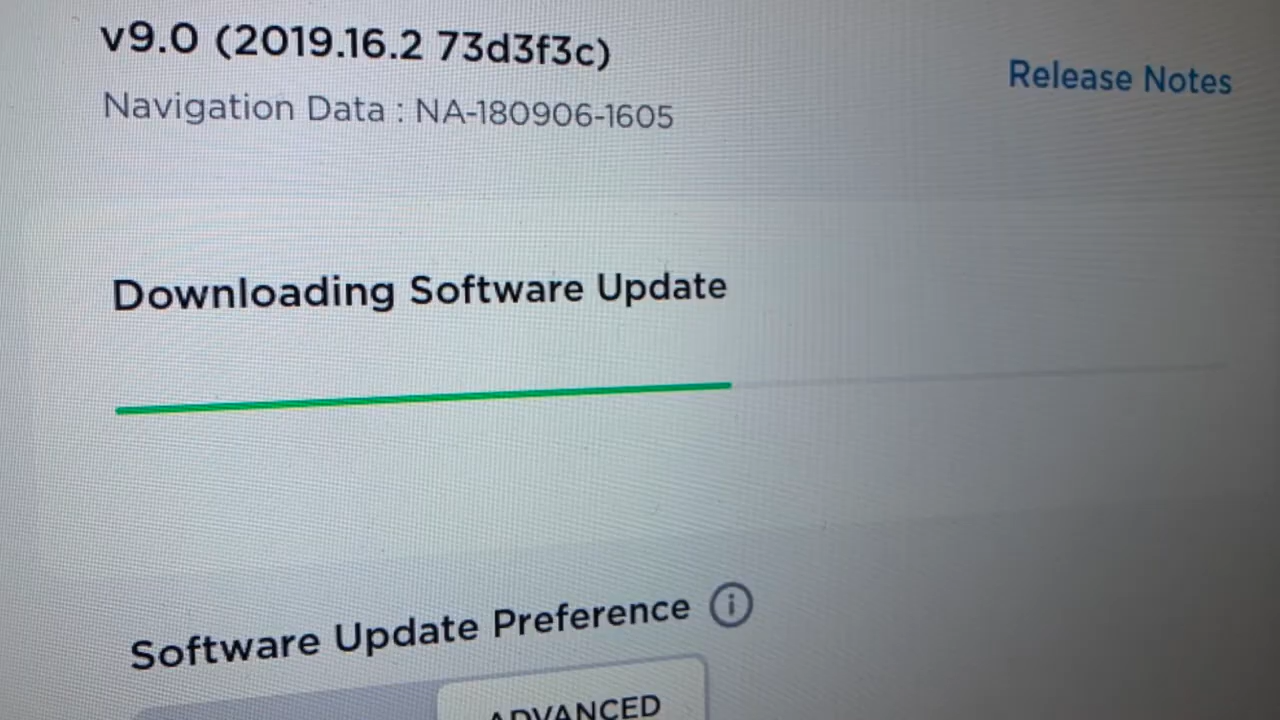 v9.0 (2019.16.2 73d3f3c)
Release Notes
Navigation Data : NA-180906-1605
Downloading Software Update
Software Update Preference i
ADVANCED